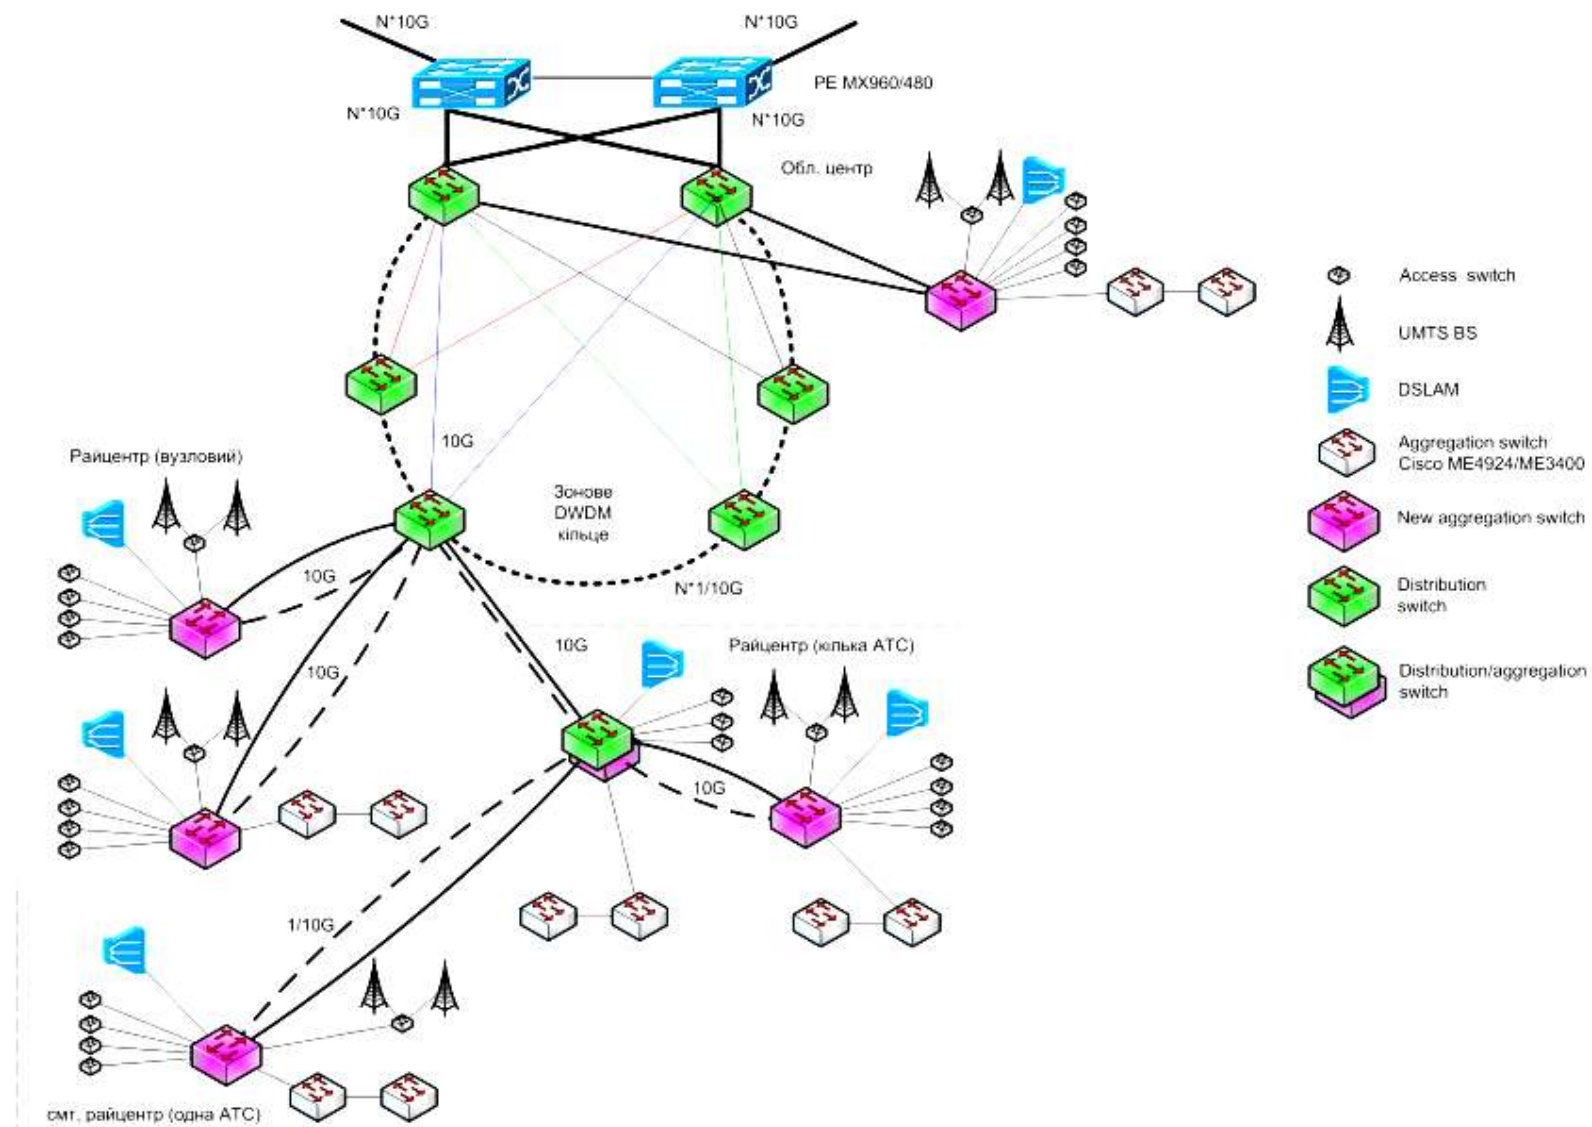 N*10G
N*10G
PE MX960/480
N*10G
N*10G
Обл. центр
Access switch
UMTS BS
DSLAM
Aggregation switch
Cisco ME4924/ME3400
New aggregation switch
Distribution
switch
Distribution/aggregation
switch
10G
Райцентр (вузловий)
Зонове
DWDM
кільце
10G
N*1/10G
10G
Райцентр (кілька АТС)
10G
10G
1/10G
смт, райцентр (одна АТС)